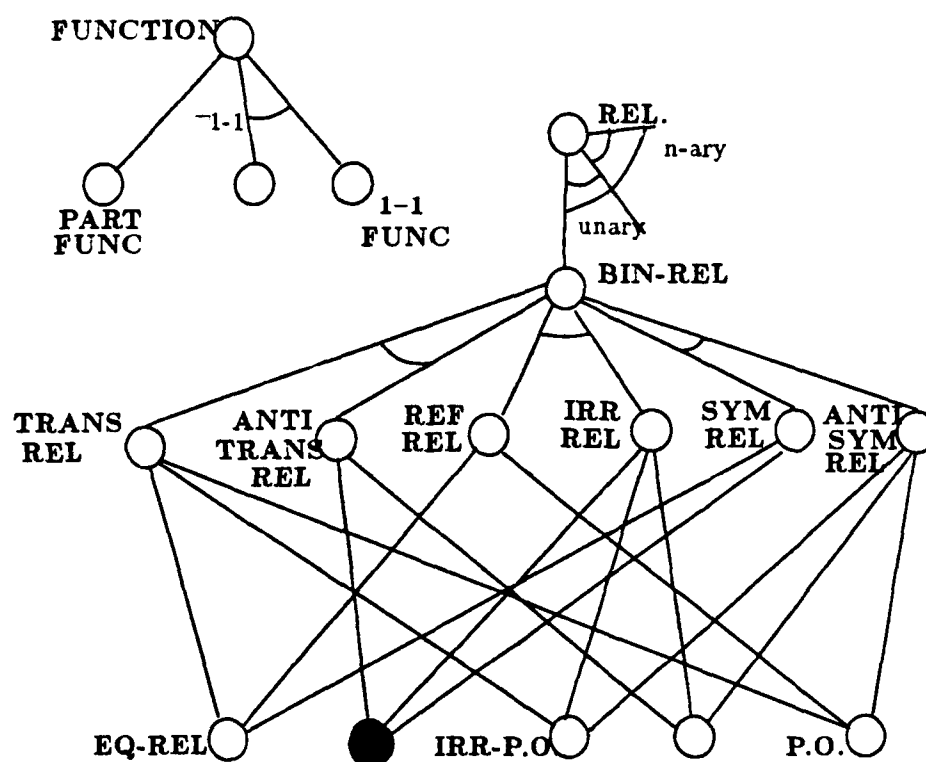 FUNCTION
¬1-1
PART
FUNC
1-1
FUNC
REL.
n-ary
unary
BIN-REL
TRANS
REL
ANTI
TRANS
REL
REF
REL
IRR
REL
SYM
REL
ANTI
SYM
REL
EQ-REL
IRR-P.O.
P.O.